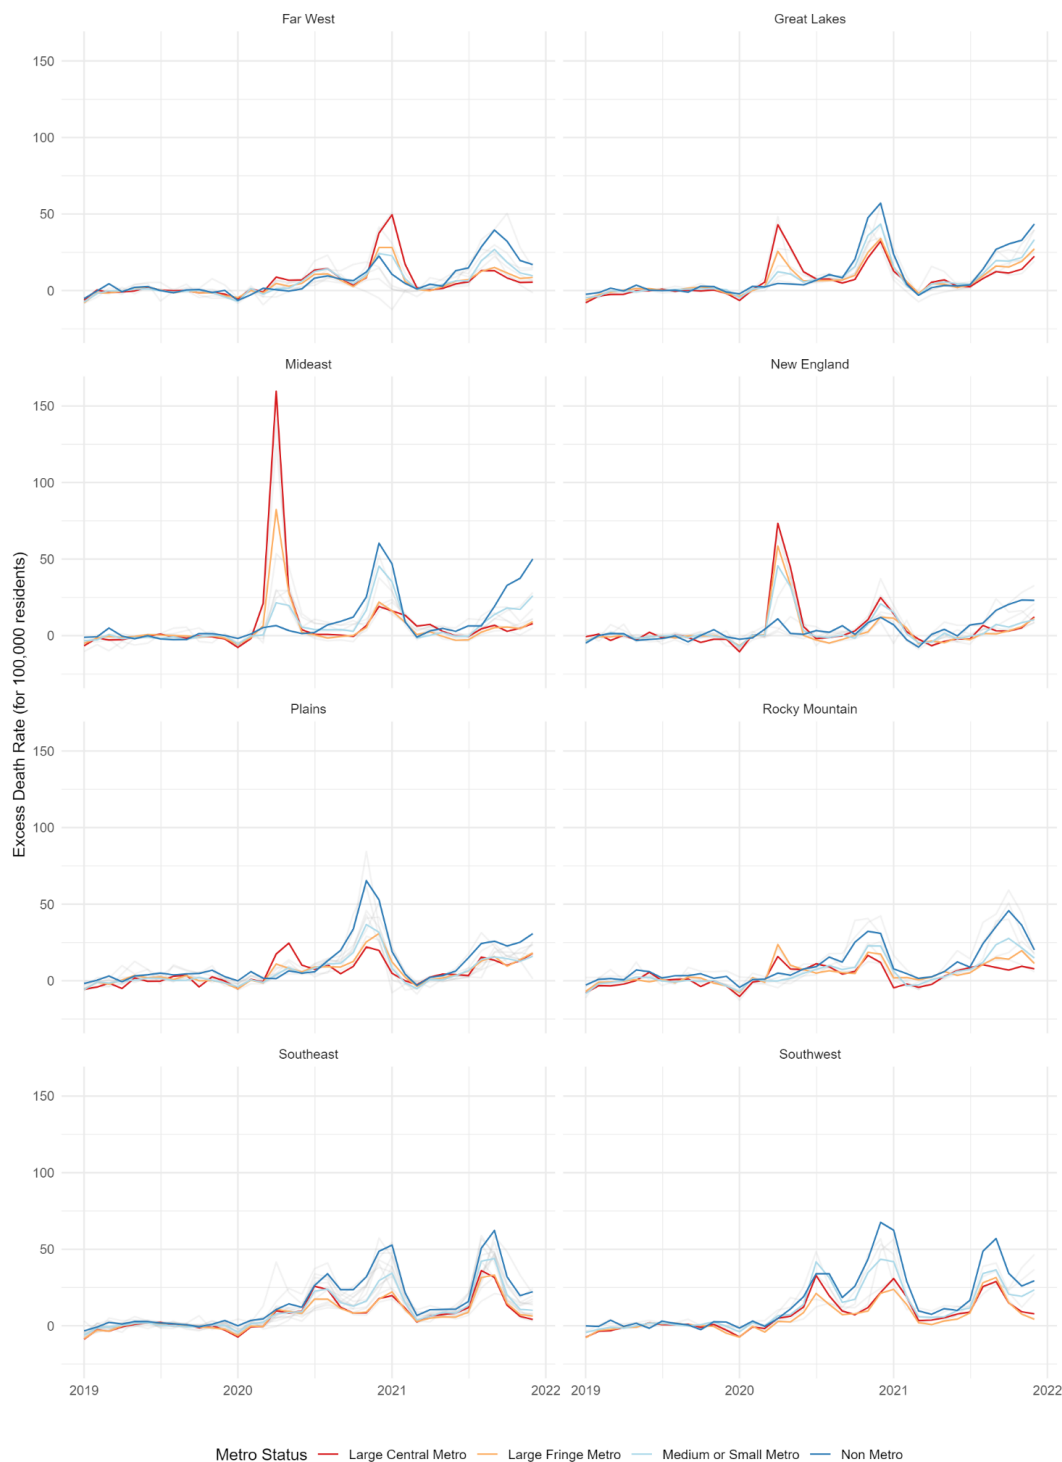 Far West
Great Lakes
150
100
50
0
Mideast
New England
150
100
50
0
Excess Death Rate (for 100,000 residents)
Plains
Rocky Mountain
150
100
50
0
Southeast
Southwest
150
100
50
0
2019 2020 2021 2022 2019 2020 2021 2022
Metro Status Large Central Metro Large Fringe Metro Medium or Small Metro Non Metro